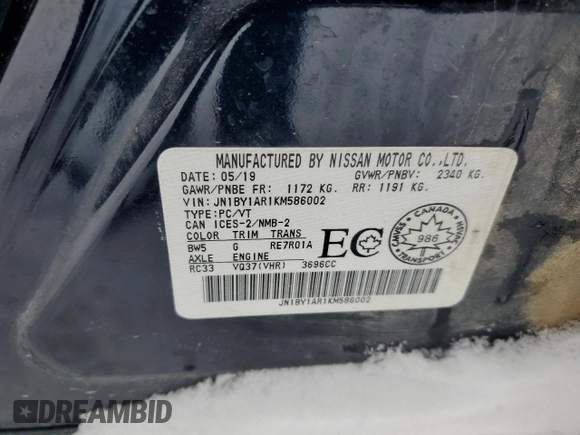 MANUFACTURED BY NISSAN MOTOR CO.,LTD.
DATE: 05/19 GVWR/PNBV: 2340 KG.
GAWR/PNBE FR: 1172 KG. RR: 1191 KG.
VIN: JN1BY1AR1KM586002
TYPE:PC/VT
CAN ICES-2/NMB-2
COLOR TRIM TRANS
BW5 G RE7R01A
AXLE ENGINE
RC33 VQ37(VHR) 3696CC
EC
CANADA
CMVSS NSVAC
986
TRANSPORT
JN1BY1AR1KM586002
DREAMBID